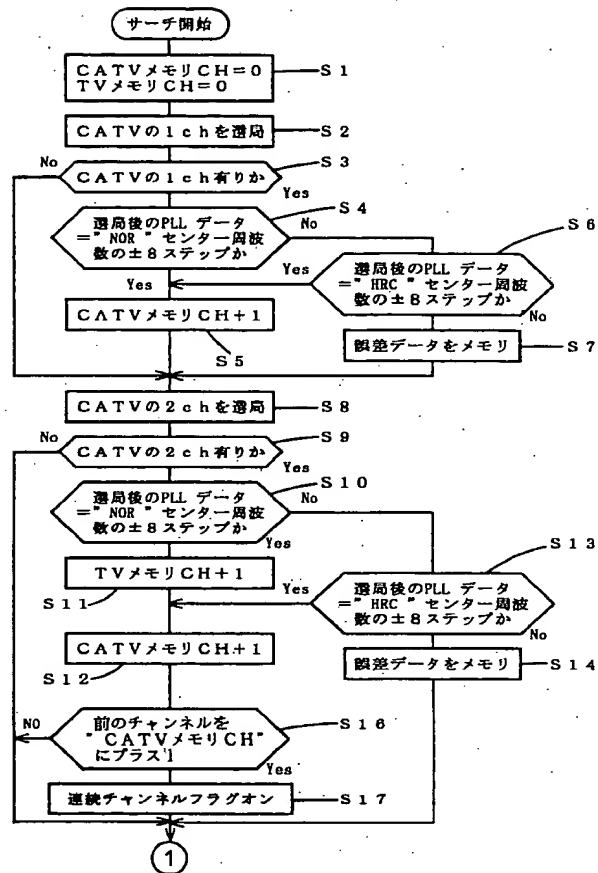 サーチ開始
CATVメモリCH=0
TVメモリCH=0
S1
CATVの1chを選局
S2
S3
No
CATVの1ch有りか
Yes
S4
選局後のPLL データ
="NOR"センター周波
数の±8ステップか
No
Yes
S6
選局後のPLL データ
="HRC"センター周波
数の±8ステップか
Yes
No
CATVメモリCH+1
S5
誤差データをメモリ
S7
CATVの2chを選局
S8
S9
No
CATVの2ch有りか
Yes
S10
選局後のPLL データ
="NOR"センター周波
数の±8ステップか
No
Yes
TVメモリCH+1
S11
S13
選局後のPLL データ
="HRC"センター周波
数の±8ステップか
Yes
No
CATVメモリCH+1
S12
誤差データをメモリ
S14
NO
前のチャンネルを
"CATVメモリCH"
にプラス1
S16
Yes
連続チャンネルフラグオン
S17
1